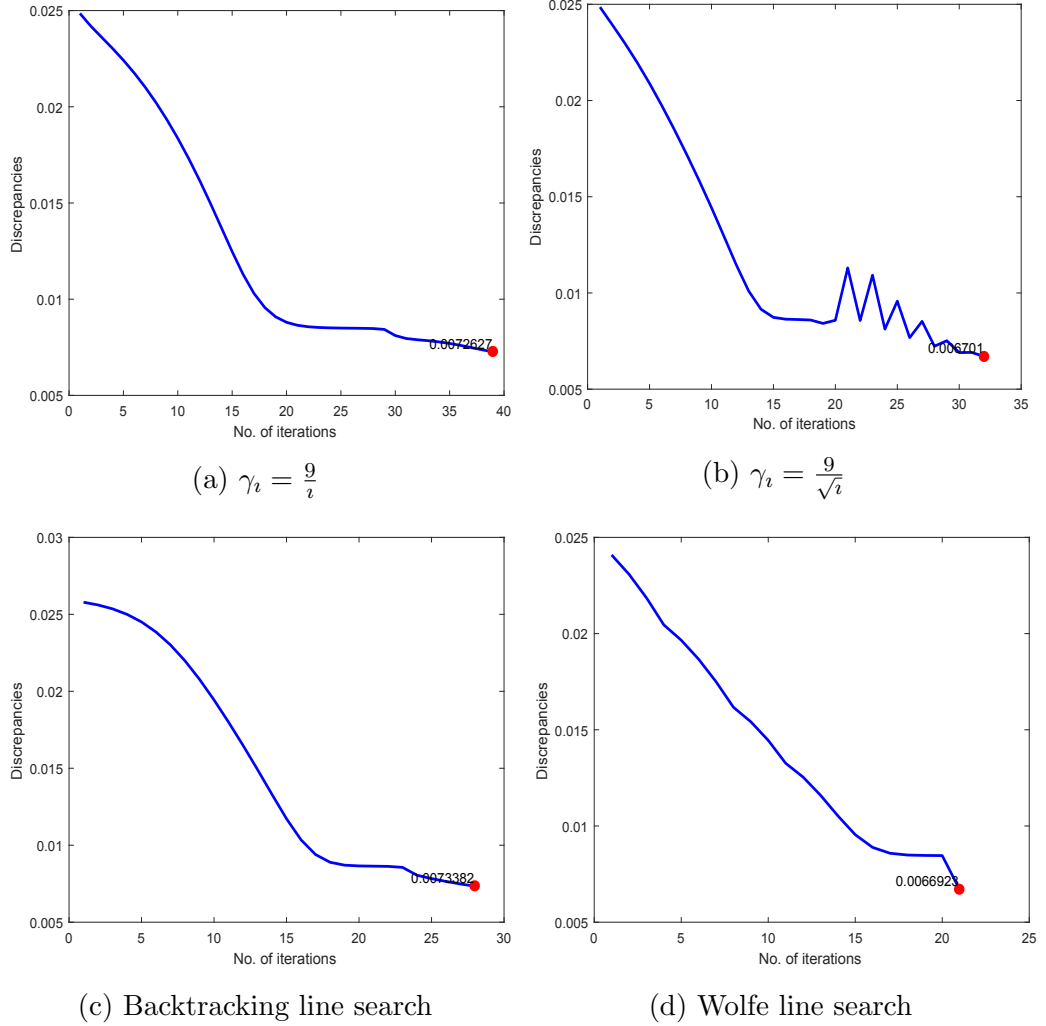 0.025
0.02
0.015
0.01
0.005
Discrepancies
0.0072627
0 5 10 15 20 25 30 35 40
No. of iterations
(a) γ_ı = 9/ı
0.025
0.02
0.015
0.01
0.005
Discrepancies
0.006701
0 5 10 15 20 25 30 35
No. of iterations
(b) γ_ı = 9/√ı
0.03
0.025
0.02
0.015
0.01
0.005
Discrepancies
0.0073382
0 5 10 15 20 25 30
No. of iterations
(c) Backtracking line search
0.025
0.02
0.015
0.01
0.005
Discrepancies
0.0066923
0 5 10 15 20 25
No. of iterations
(d) Wolfe line search